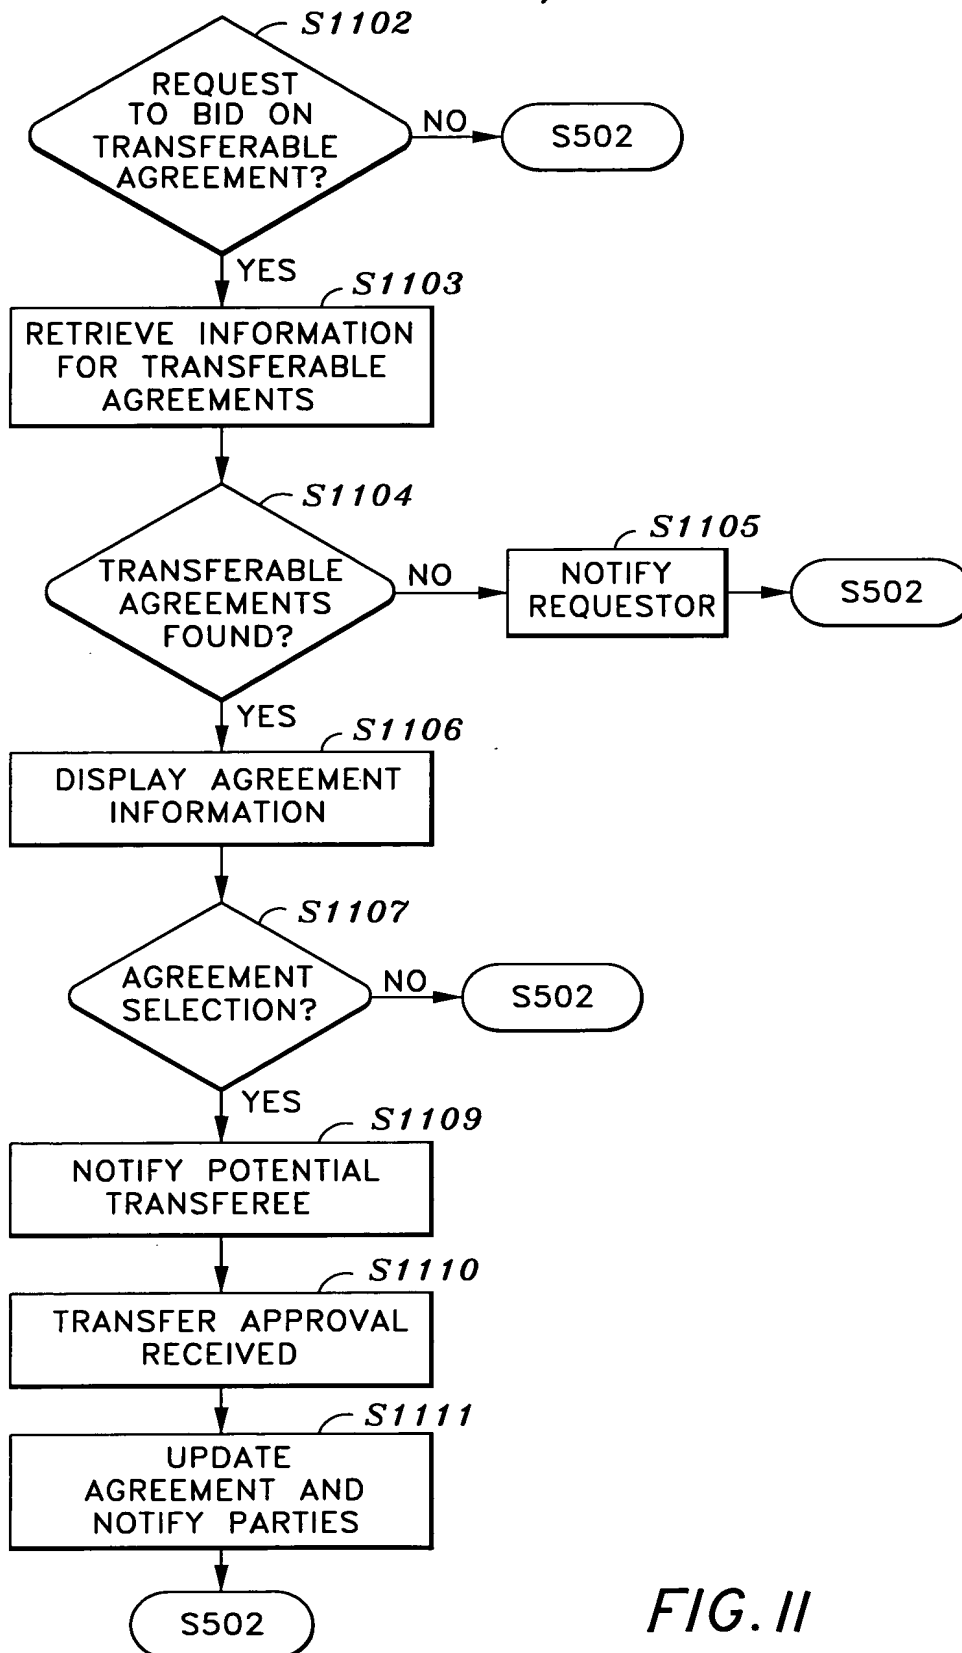 S1102
REQUEST
TO BID ON
TRANSFERABLE
AGREEMENT?
NO
S502
YES
S1103
RETRIEVE INFORMATION
FOR TRANSFERABLE
AGREEMENTS
S1104
TRANSFERABLE
AGREEMENTS
FOUND?
NO
S1105
NOTIFY
REQUESTOR
S502
YES
S1106
DISPLAY AGREEMENT
INFORMATION
S1107
AGREEMENT
SELECTION?
NO
S502
YES
S1109
NOTIFY POTENTIAL
TRANSFEREE
S1110
TRANSFER APPROVAL
RECEIVED
S1111
UPDATE
AGREEMENT AND
NOTIFY PARTIES
S502
FIG. 11